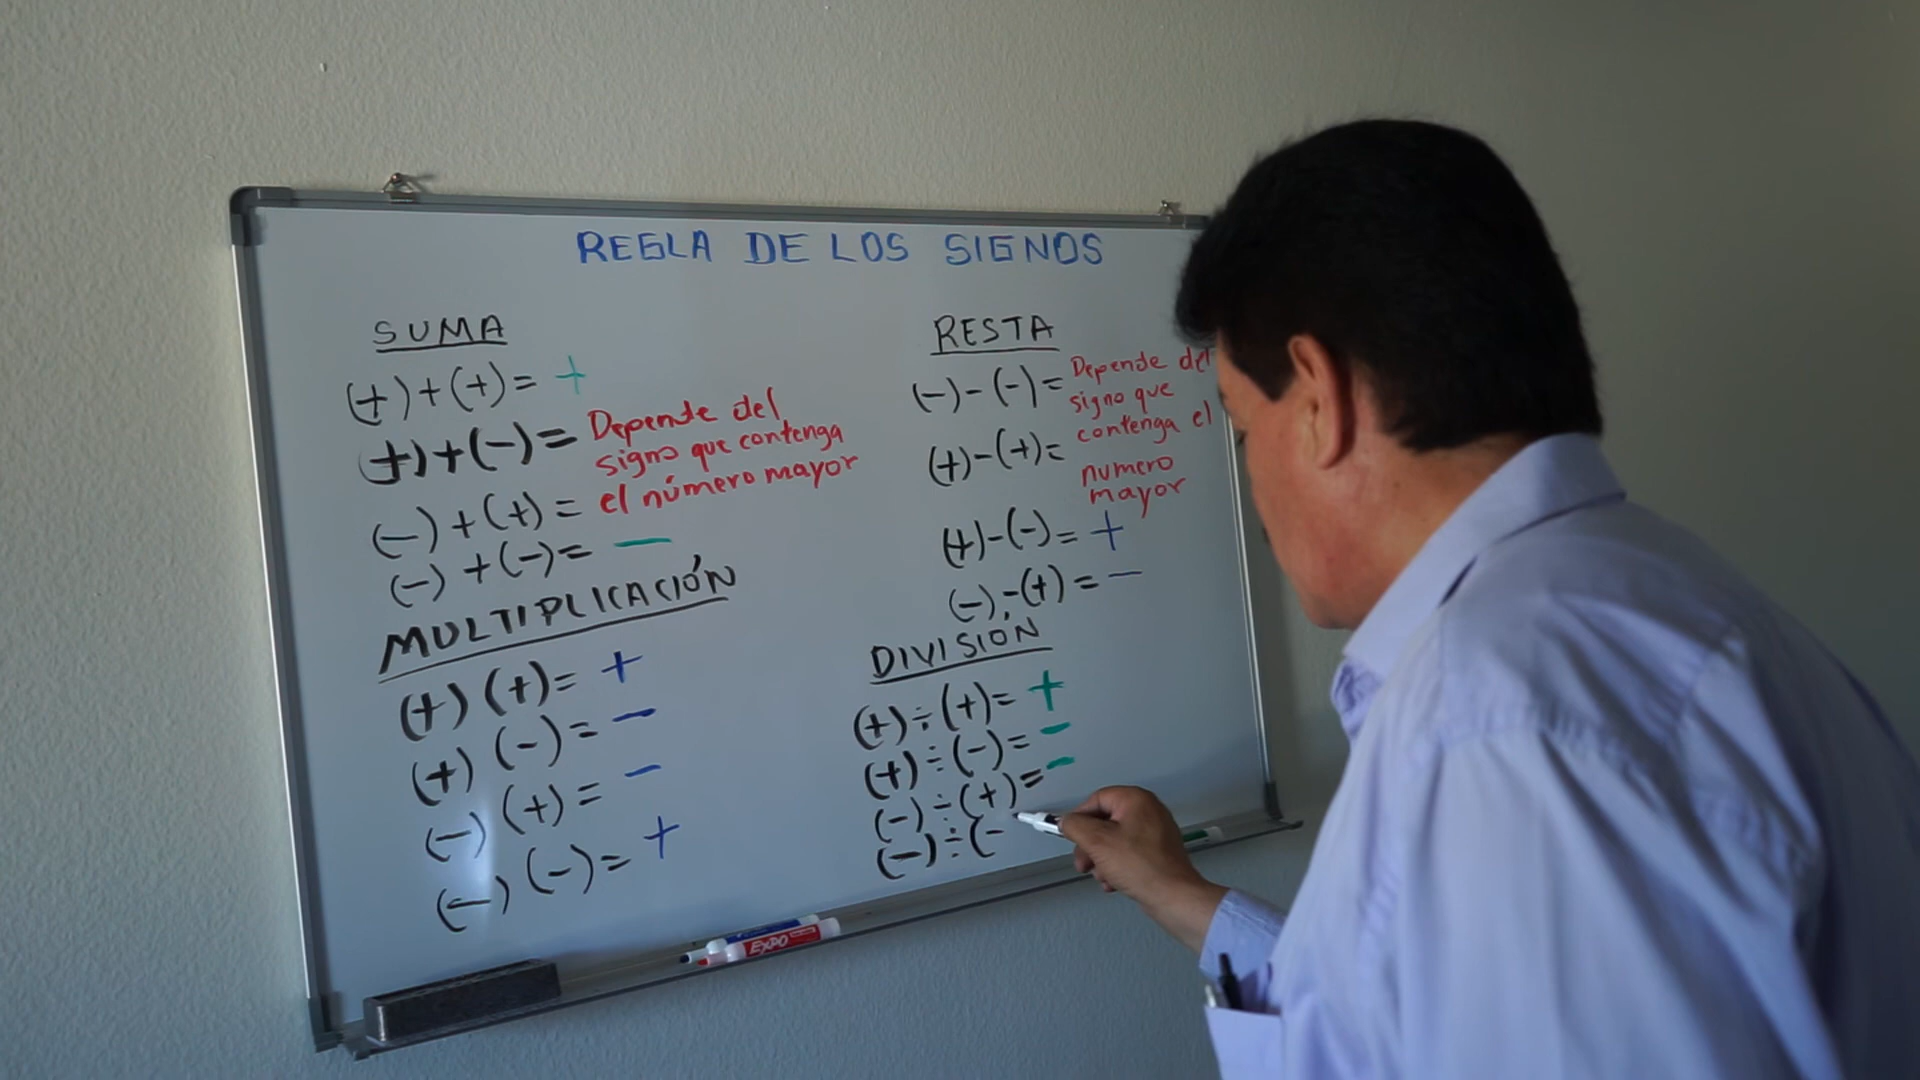 REGLA DE LOS SIGNOS
SUMA
(+)+(+)= +
(+)+(-)= Depende del
signo que contenga
(-)+(+)= el número mayor
(-)+(-)= -
MULTIPLICACIÓN
(+)(+)= +
(+)(-)= -
(-)(+)= -
(-)(-)= +
RESTA
(-)-(-)= Depende del
signo que
contenga el
(+)-(+)= numero
mayor
(+)-(-)= +
(-)-(+)= -
DIVISIÓN
(+)÷(+)= +
(+)÷(-)= -
(-)÷(+)= -
(-)÷(-
EXPO